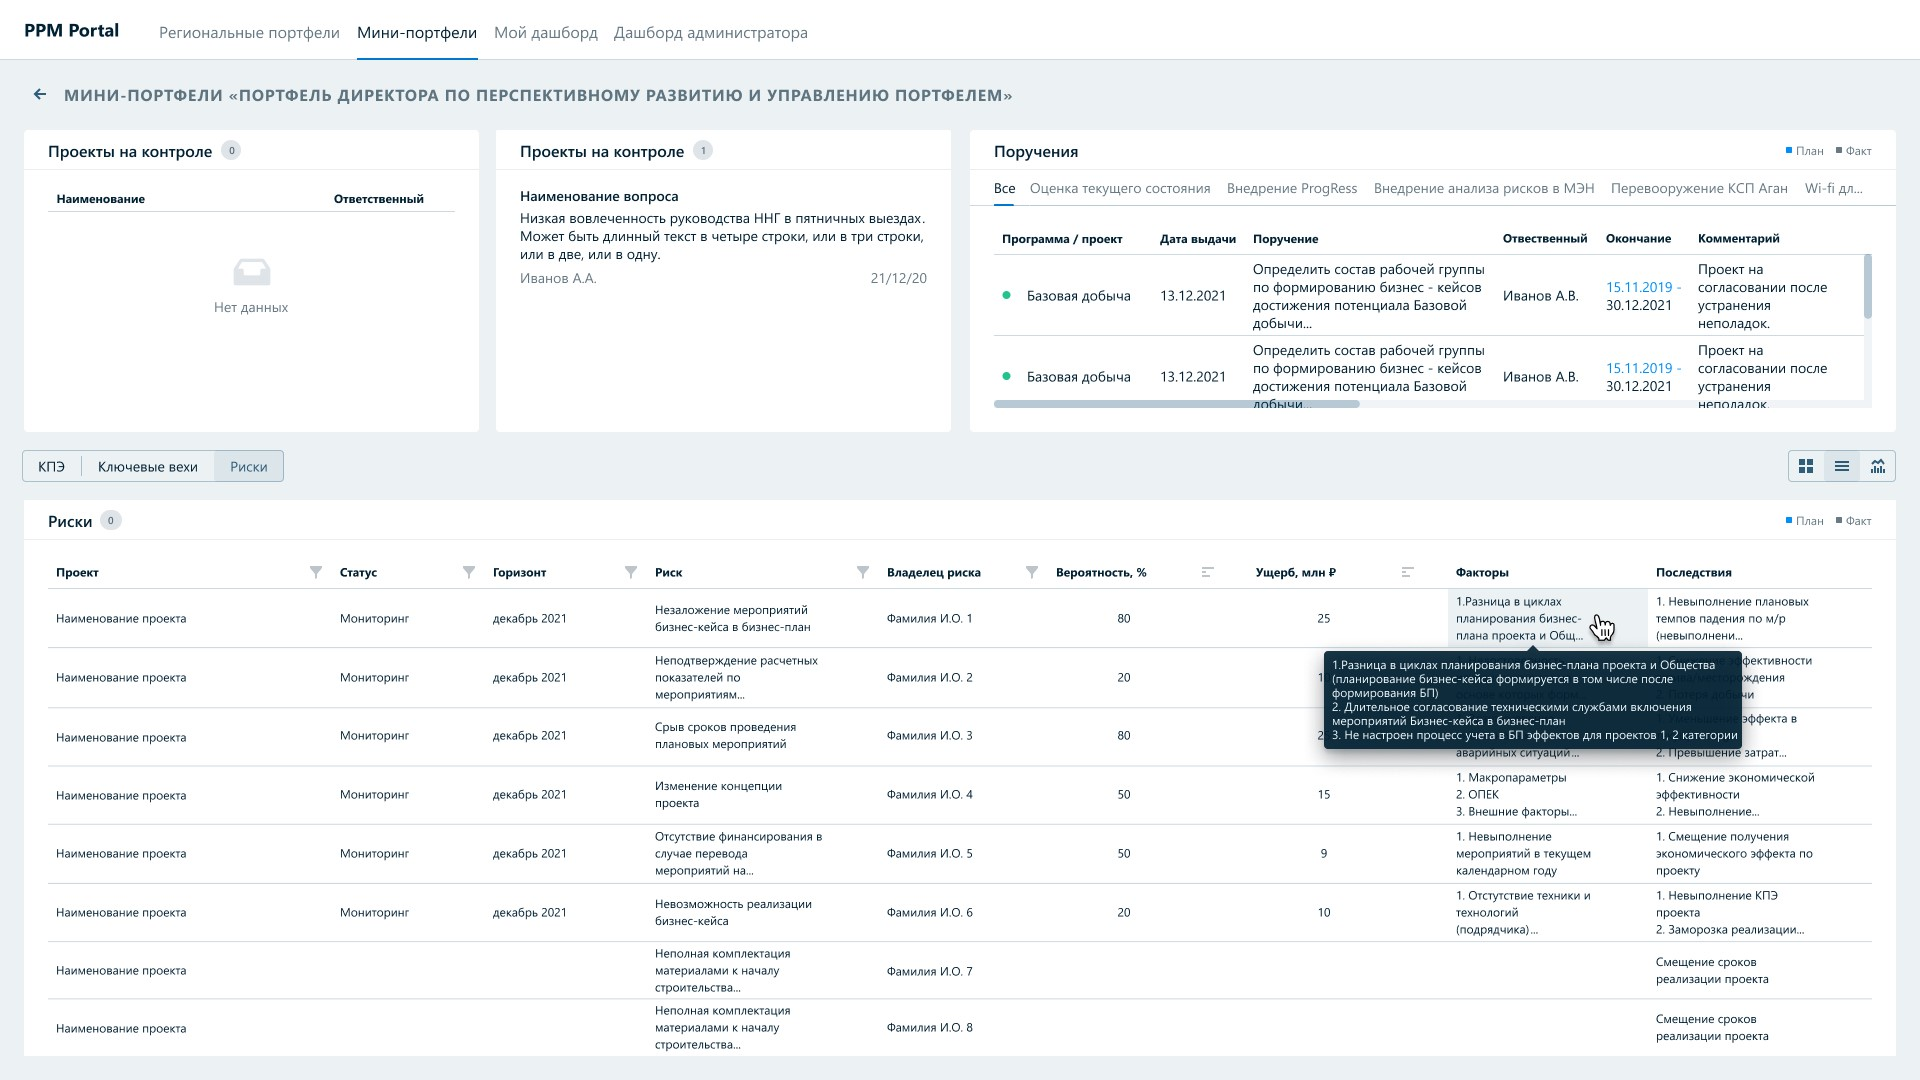 PPM Portal
Региональные портфели Мини-портфели Мой дашборд Дашборд администратора
МИНИ-ПОРТФЕЛИ «ПОРТФЕЛЬ ДИРЕКТОРА ПО ПЕРСПЕКТИВНОМУ РАЗВИТИЮ И УПРАВЛЕНИЮ ПОРТФЕЛЕМ»
Проекты на контроле 0
Наименование Ответственный
Нет данных
Проекты на контроле 1
Наименование вопроса
Низкая вовлеченность руководства ННГ в пятничных выездах.
Может быть длинный текст в четыре строки, или в три строки,
или в две, или в одну.
Иванов А.А. 21/12/20
Поручения
План Факт
Все Оценка текущего состояния Внедрение ProgRess Внедрение анализа рисков в МЭН Перевооружение КСП Аган Wi-fi дл...
Программа / проект Дата выдачи Поручение Отвественный Окончание Комментарий
Базовая добыча 13.12.2021
Определить состав рабочей группы
по формированию бизнес - кейсов
достижения потенциала Базовой
добычи...
Иванов А.В.
15.11.2019 -
30.12.2021
Проект на
согласовании после
устранения
неполадок.
Базовая добыча 13.12.2021
Определить состав рабочей группы
по формированию бизнес - кейсов
достижения потенциала Базовой
добычи...
Иванов А.В.
15.11.2019 -
30.12.2021
Проект на
согласовании после
устранения
неполадок.
КПЭ Ключевые вехи Риски
Риски 0
План Факт
Проект Статус Горизонт Риск Владелец риска Вероятность, % Ущерб, млн ₽ Факторы Последствия
Наименование проекта Мониторинг декабрь 2021
Незаложение мероприятий
бизнес-кейса в бизнес-план
Фамилия И.О. 1 80 25
1.Разница в циклах
планирования бизнес-
плана проекта и Общ...
1. Невыполнение плановых
темпов падения по м/р
(невыполнени...
Наименование проекта Мониторинг декабрь 2021
Неподтверждение расчетных
показателей по
мероприятиям...
Фамилия И.О. 2 20
1.Разница в циклах планирования бизнес-плана проекта и Общества
(планирование бизнес-кейса формируется в том числе после
формирования БП)
2. Длительное согласование техническими службами включения
мероприятий Бизнес-кейса в бизнес-план
3. Не настроен процесс учета в БП эффектов для проектов 1, 2 категории
Наименование проекта Мониторинг декабрь 2021
Срыв сроков проведения
плановых мероприятий
Фамилия И.О. 3 80
аварийных ситуаций...
эффекта в
2. Превышение затрат...
Наименование проекта Мониторинг декабрь 2021
Изменение концепции
проекта
Фамилия И.О. 4 50 15
1. Макропараметры
2. ОПЕК
3. Внешние факторы...
1. Снижение экономической
эффективности
2. Невыполнение...
Наименование проекта Мониторинг декабрь 2021
Отсутствие финансирования в
случае перевода
мероприятий на...
Фамилия И.О. 5 50 9
1. Невыполнение
мероприятий в текущем
календарном году
1. Смещение получения
экономического эффекта по
проекту
Наименование проекта Мониторинг декабрь 2021
Невозможность реализации
бизнес-кейса
Фамилия И.О. 6 20 10
1. Отстутствие техники и
технологий
(подрядчика)...
1. Невыполнение КПЭ
проекта
2. Заморозка реализации...
Наименование проекта
Неполная комплектация
материалами к началу
строительства...
Фамилия И.О. 7
Смещение сроков
реализации проекта
Наименование проекта
Неполная комплектация
материалами к началу
строительства...
Фамилия И.О. 8
Смещение сроков
реализации проекта